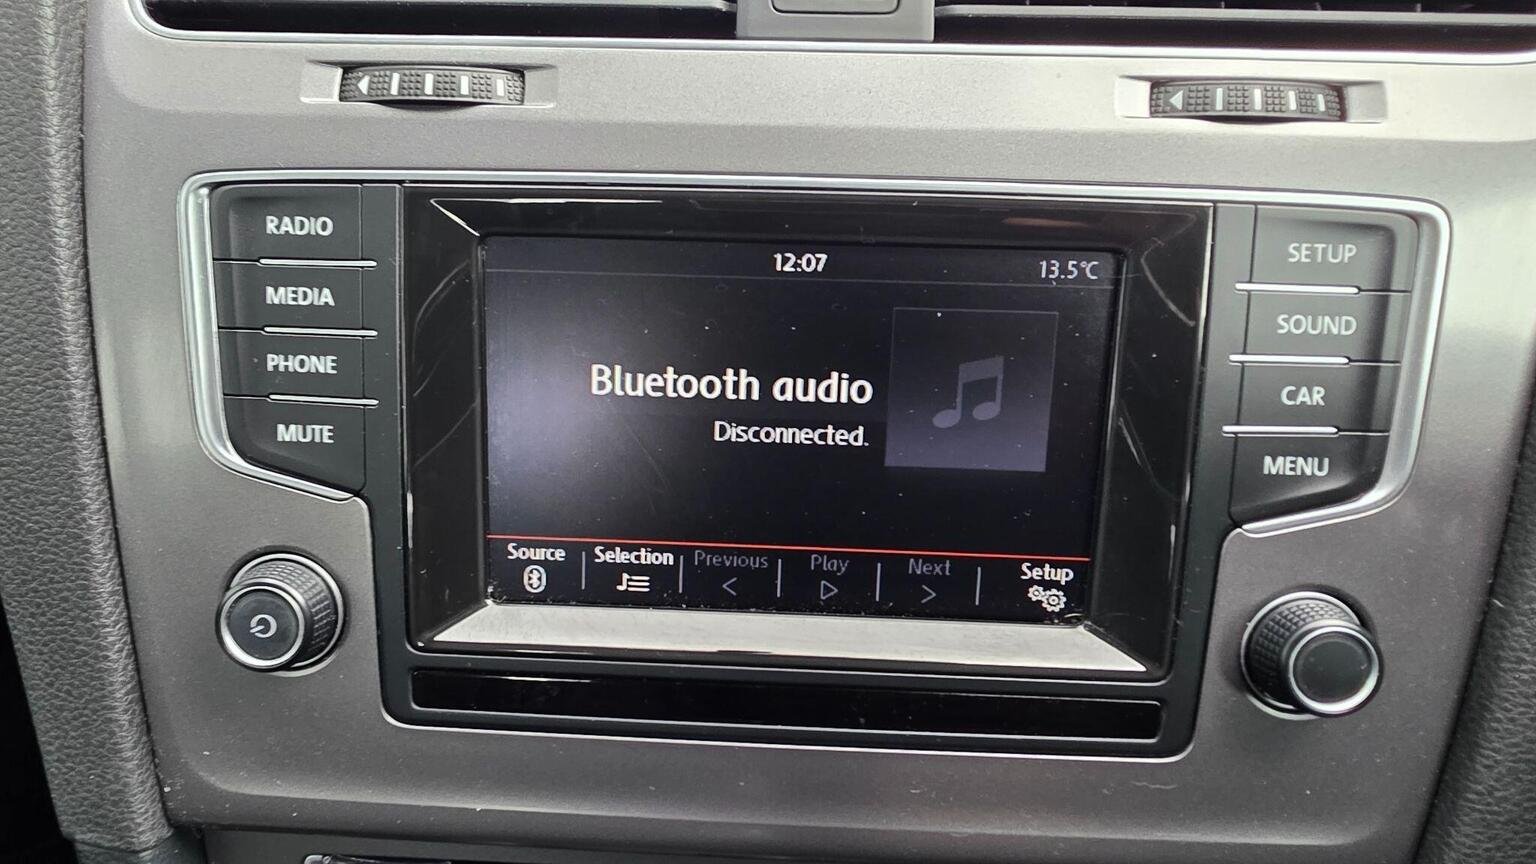 RADIO
MEDIA
PHONE
MUTE
12:07
13.5°C
Bluetooth audio
Disconnected.
Source
Selection
Previous
Play
Next
Setup
SETUP
SOUND
CAR
MENU